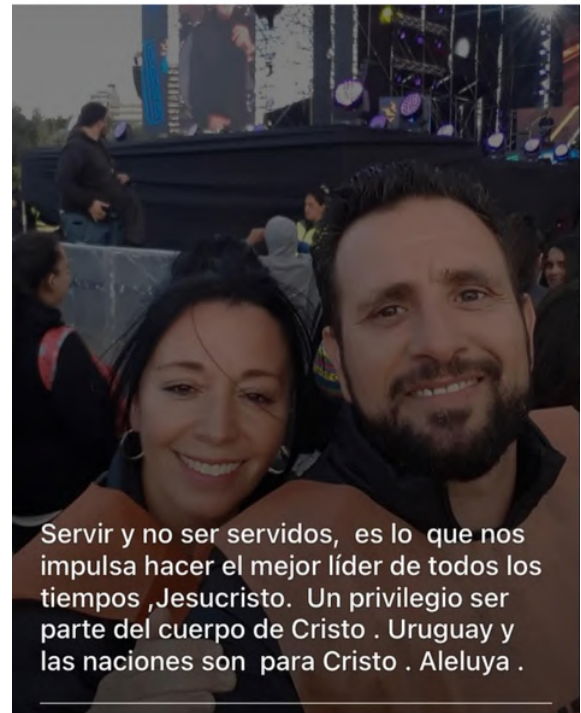 Servir y no ser servidos, es lo que nos
impulsa hacer el mejor líder de todos los
tiempos ,Jesucristo. Un privilegio ser
parte del cuerpo de Cristo . Uruguay y
las naciones son para Cristo . Aleluya .